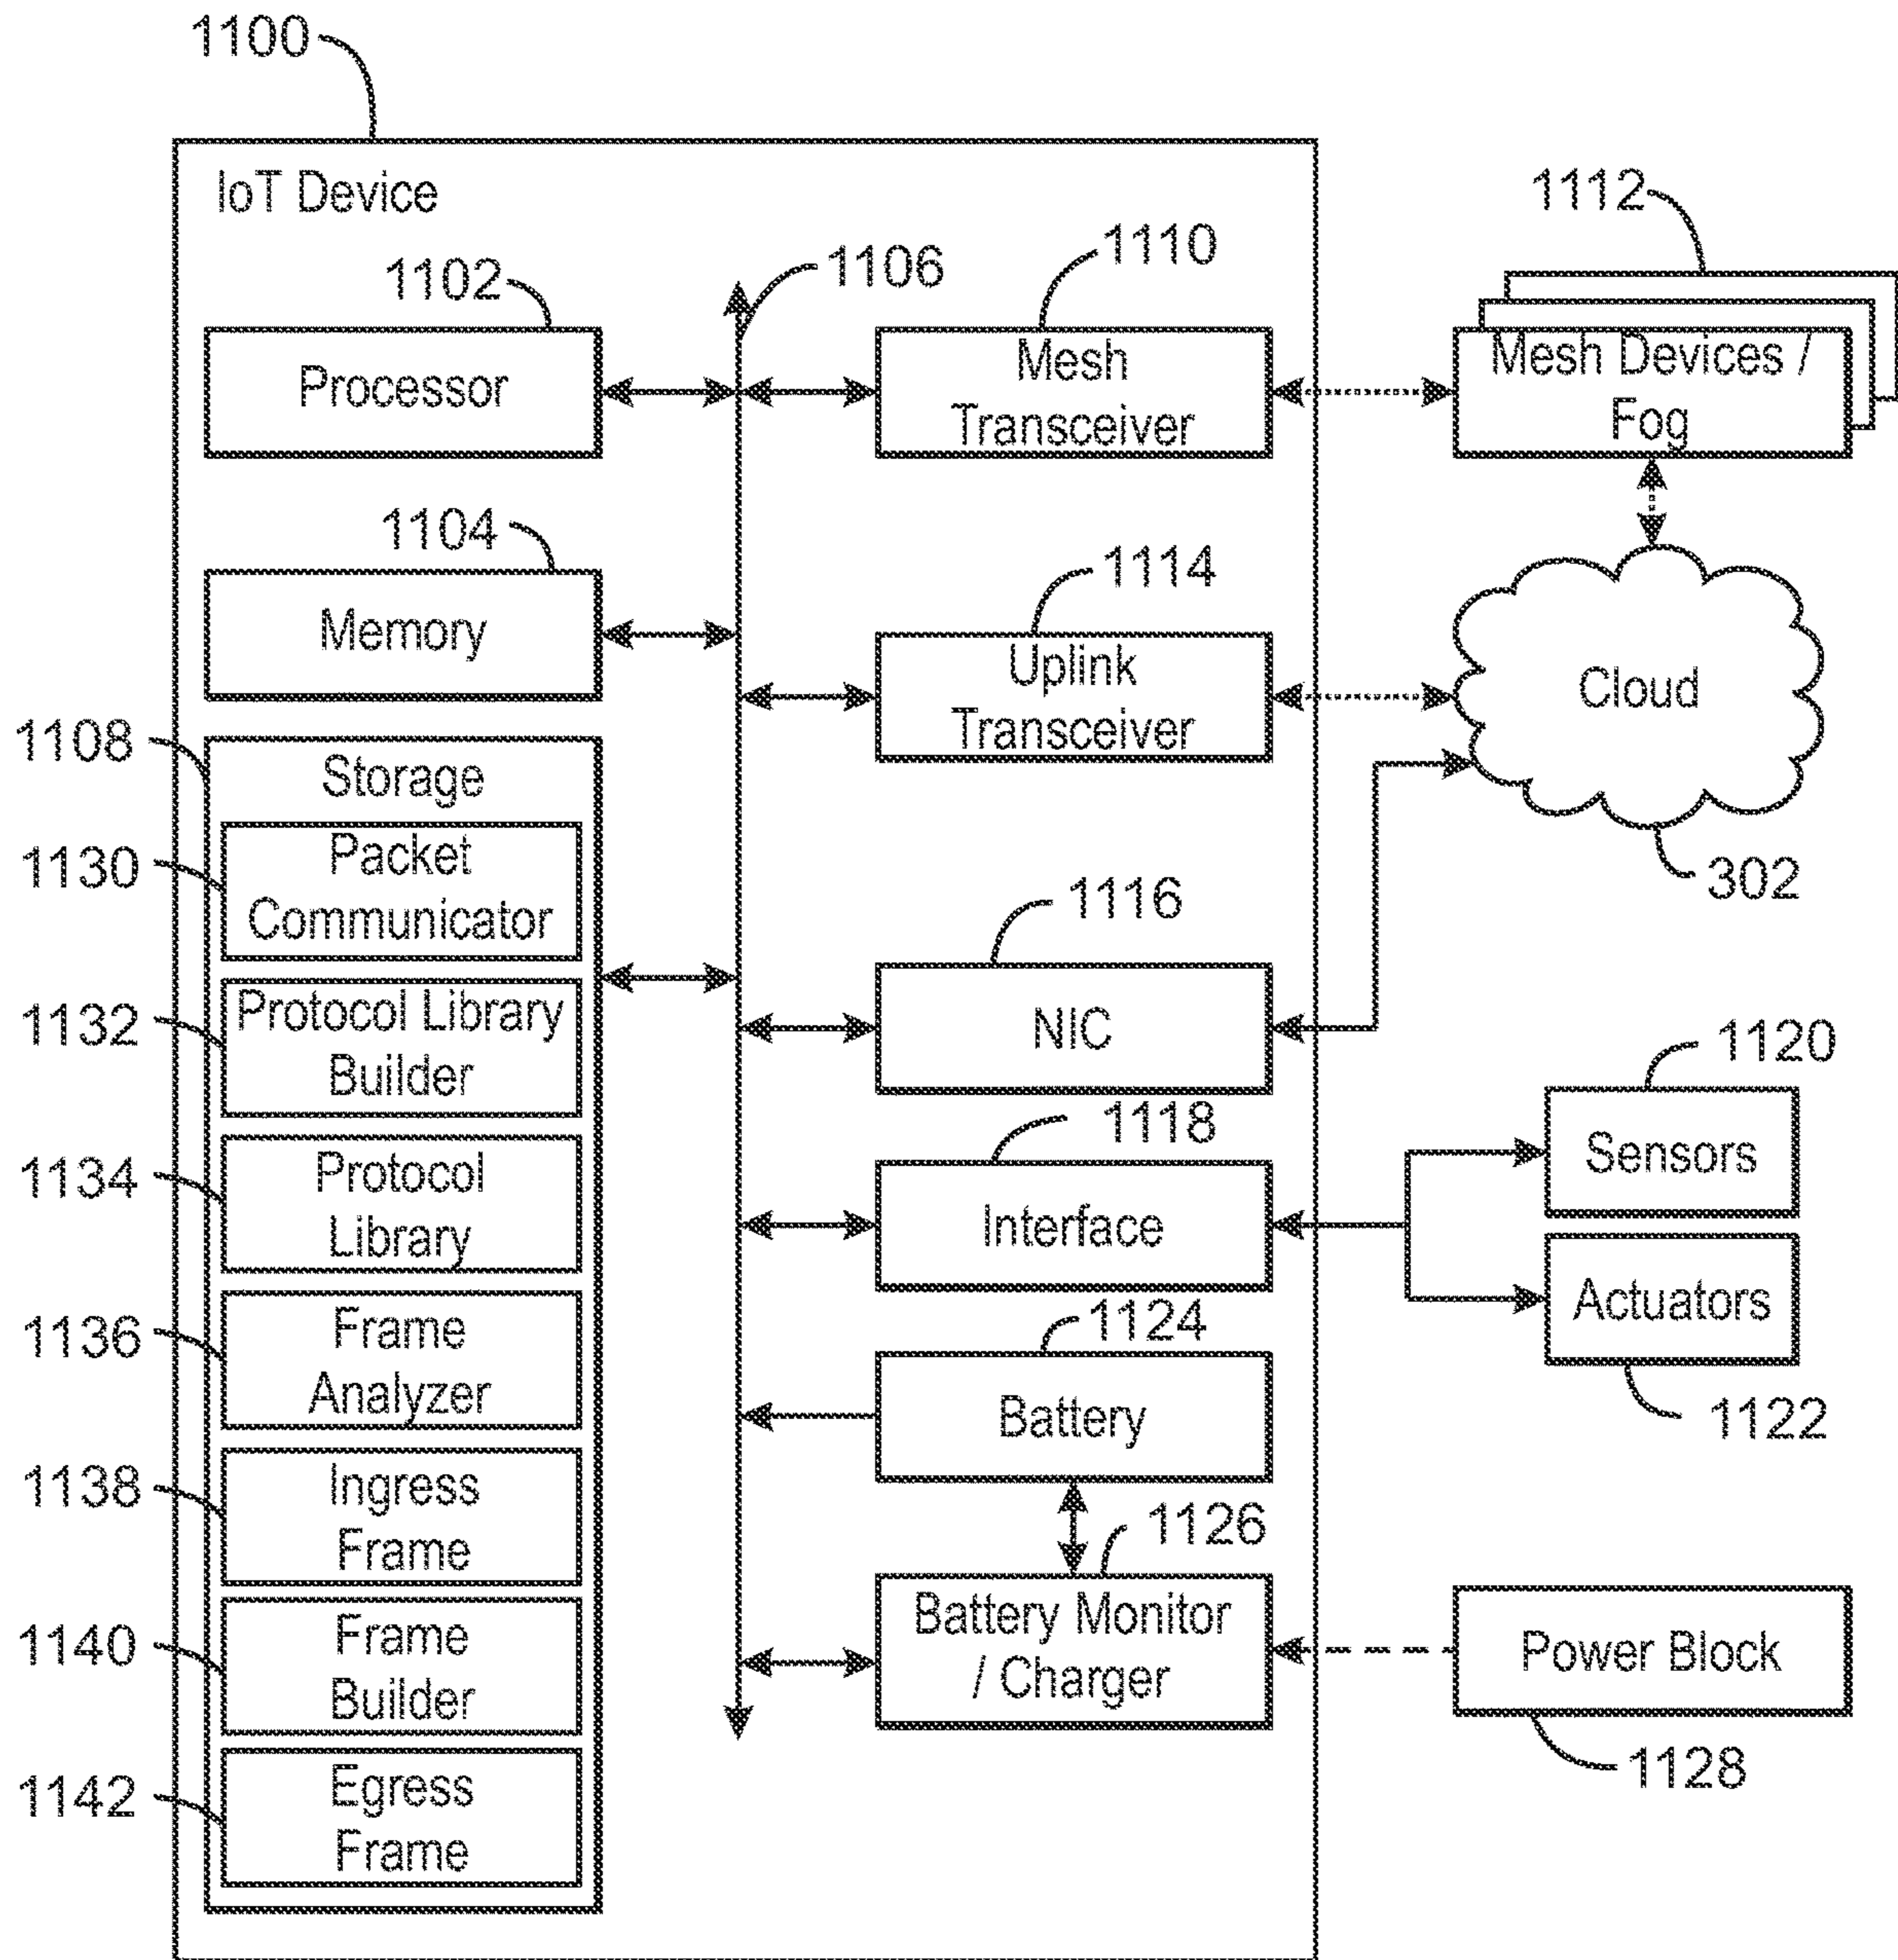 1100
IoT Device
1112
1110
1106
1102
Processor
Mesh
Transceiver
Mesh Devices /
Fog
1104
Memory
1114
Uplink
Transceiver
Cloud
302
1108
Storage
1130
Packet
Communicator
1116
NIC
1132
Protocol Library
Builder
1120
Sensors
1118
Interface
1134
Protocol
Library
Actuators
1122
1136
Frame
Analyzer
1124
Battery
1138
Ingress
Frame
1126
Battery Monitor
/ Charger
Power Block
1128
1140
Frame
Builder
1142
Egress
Frame